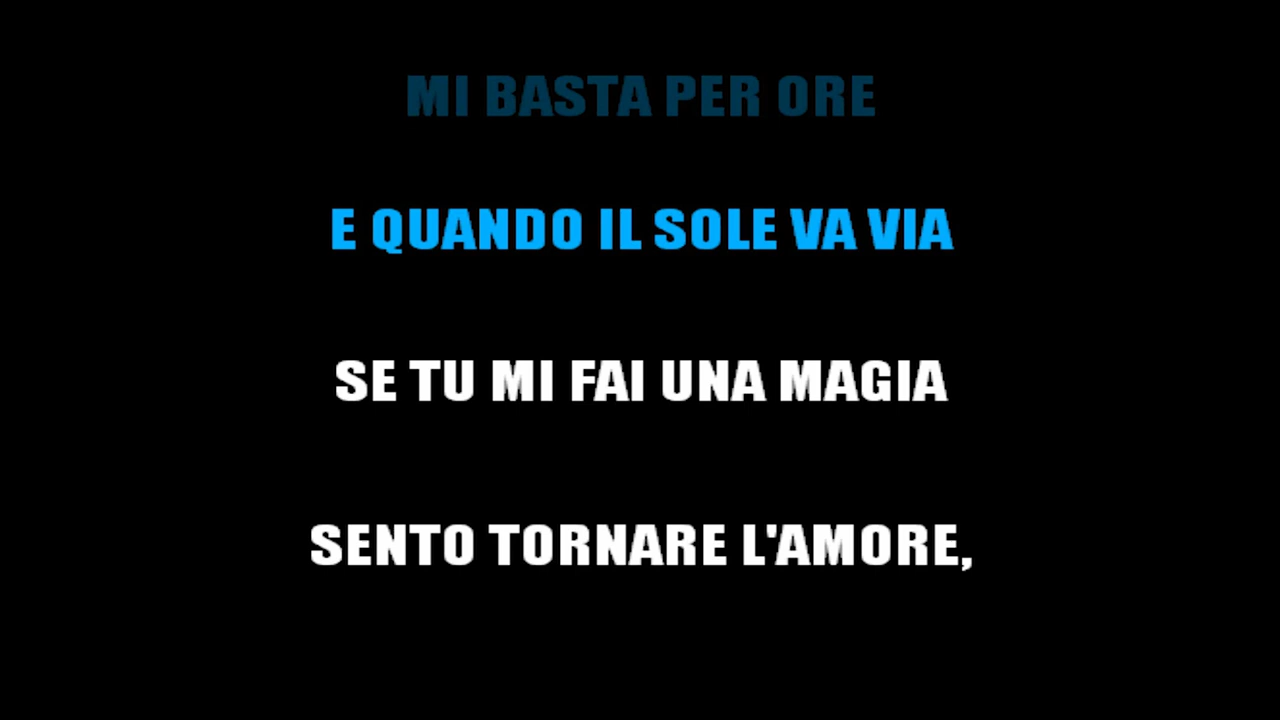 MI BASTA PER ORE
E QUANDO IL SOLE VA VIA
SE TU MI FAI UNA MAGIA
SENTO TORNARE L'AMORE,